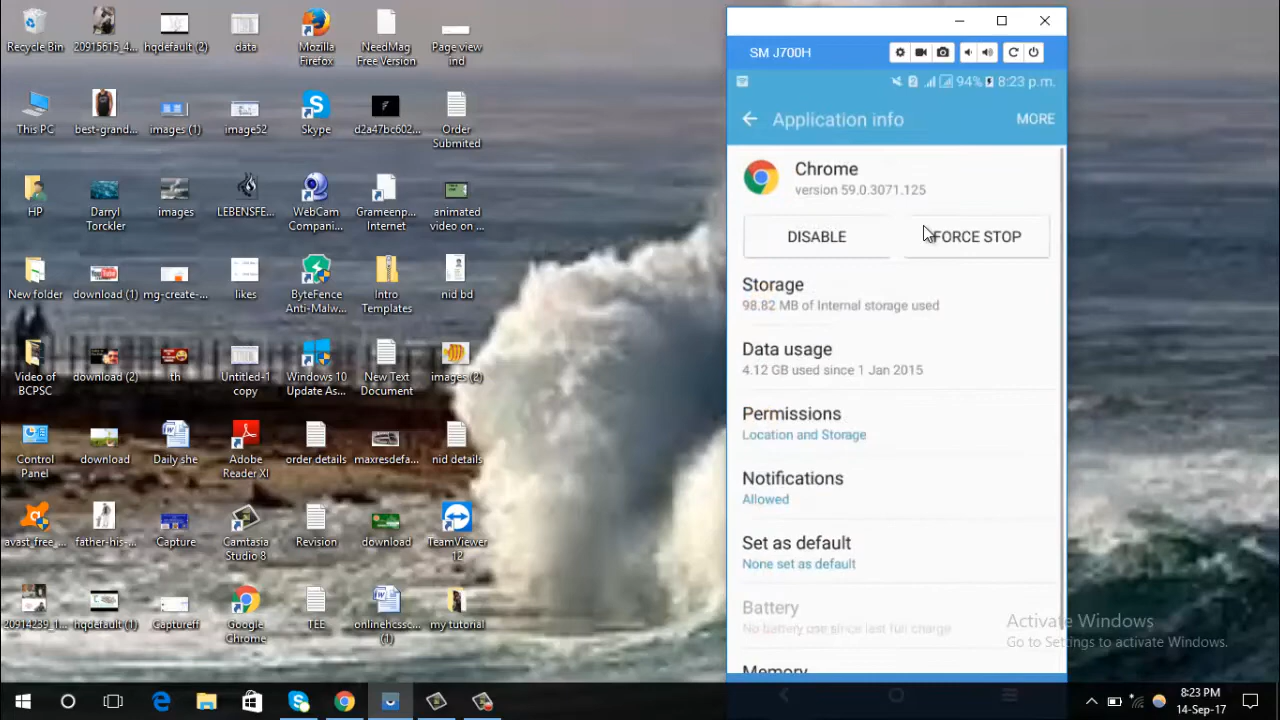 Recycle Bin
20915615_4...
hqdefault (2)
data
Mozilla
Firefox
NeedMag
Free Version
Page view
ind
This PC
best-grand...
images (1)
image52
Skype
d2a47bc602...
Order
Submited
HP
Darryl
Torckler
images
LEBENSFE...
WebCam
Compani...
Grameenp...
Internet
animated
video on ...
New folder
download (1)
mg-create-...
likes
ByteFence
Anti-Malw...
Intro
Templates
nid bd
Video of
BCPSC
download (2)
th
Untitled-1
copy
Windows 10
Update As...
New Text
Document
images (2)
Control
Panel
download
Daily she
Adobe
Reader XI
order details
maxresdefa...
nid details
avast_free_...
father-his-...
Capture
Camtasia
Studio 8
Revision
download
TeamViewer
12
20914239_1...
hqdefault (1)
Captureff
Google
Chrome
TEE
onlinehcssc...
(1)
my tutorial
SM J700H
94% 8:23 p.m.
Application info
MORE
Chrome
version 59.0.3071.125
DISABLE
FORCE STOP
Storage
98.82 MB of Internal storage used
Data usage
4.12 GB used since 1 Jan 2015
Permissions
Location and Storage
Notifications
Allowed
Set as default
None set as default
Battery
No battery use since last full charge
Memory
Activate Windows
Go to Settings to activate Windows.
8:23 PM
14-Sep-17